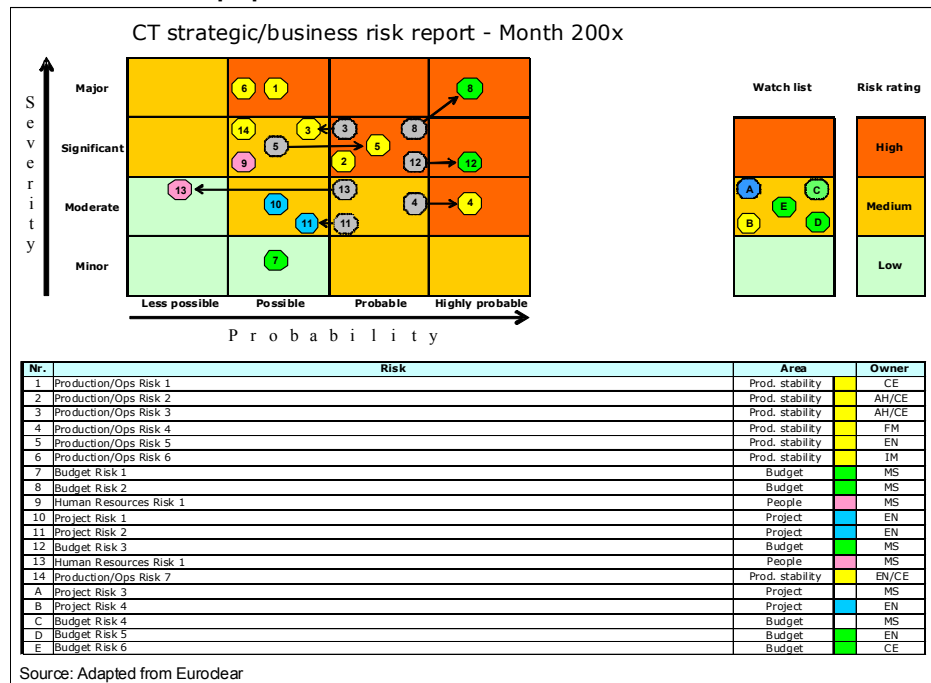 CT strategic/business risk report - Month 200x
Severity
Major
6 1 8
Watch list
Risk rating
Significant
14 3 3 8
5 5
9 2 12 12
High
Moderate
13 13
10 4 4
11 11
A C
E
B D
Medium
Minor
7
Low
Less possible Possible Probable Highly probable
Probability
Nr. Risk Area Owner
1 Production/Ops Risk 1 Prod. stability CE
2 Production/Ops Risk 2 Prod. stability AH/CE
3 Production/Ops Risk 3 Prod. stability AH/CE
4 Production/Ops Risk 4 Prod. stability FM
5 Production/Ops Risk 5 Prod. stability EN
6 Production/Ops Risk 6 Prod. stability IM
7 Budget Risk 1 Budget MS
8 Budget Risk 2 Budget MS
9 Human Resources Risk 1 People MS
10 Project Risk 1 Project EN
11 Project Risk 2 Project EN
12 Budget Risk 3 Budget MS
13 Human Resources Risk 1 People MS
14 Production/Ops Risk 7 Prod. stability EN/CE
A Project Risk 3 Project MS
B Project Risk 4 Project EN
C Budget Risk 4 Budget MS
D Budget Risk 5 Budget EN
E Budget Risk 6 Budget CE
Source: Adapted from Euroclear